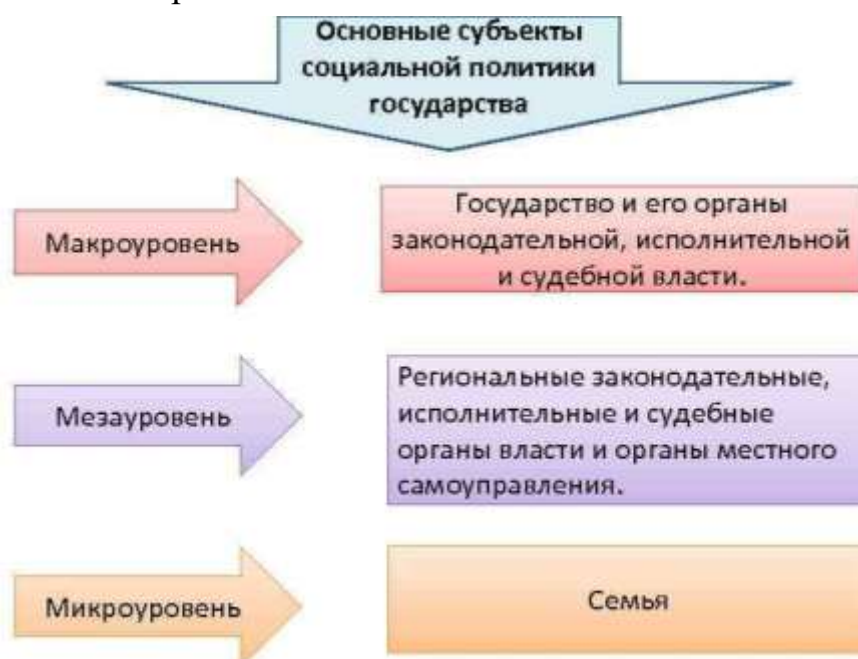 Основные субъекты
социальной политики
государства
Макроуровень
Государство и его органы
законодательной, исполнительной
и судебной власти.
Мезауровень
Региональные законодательные,
исполнительные и судебные
органы власти и органы местного
самоуправления.
Микроуровень
Семья